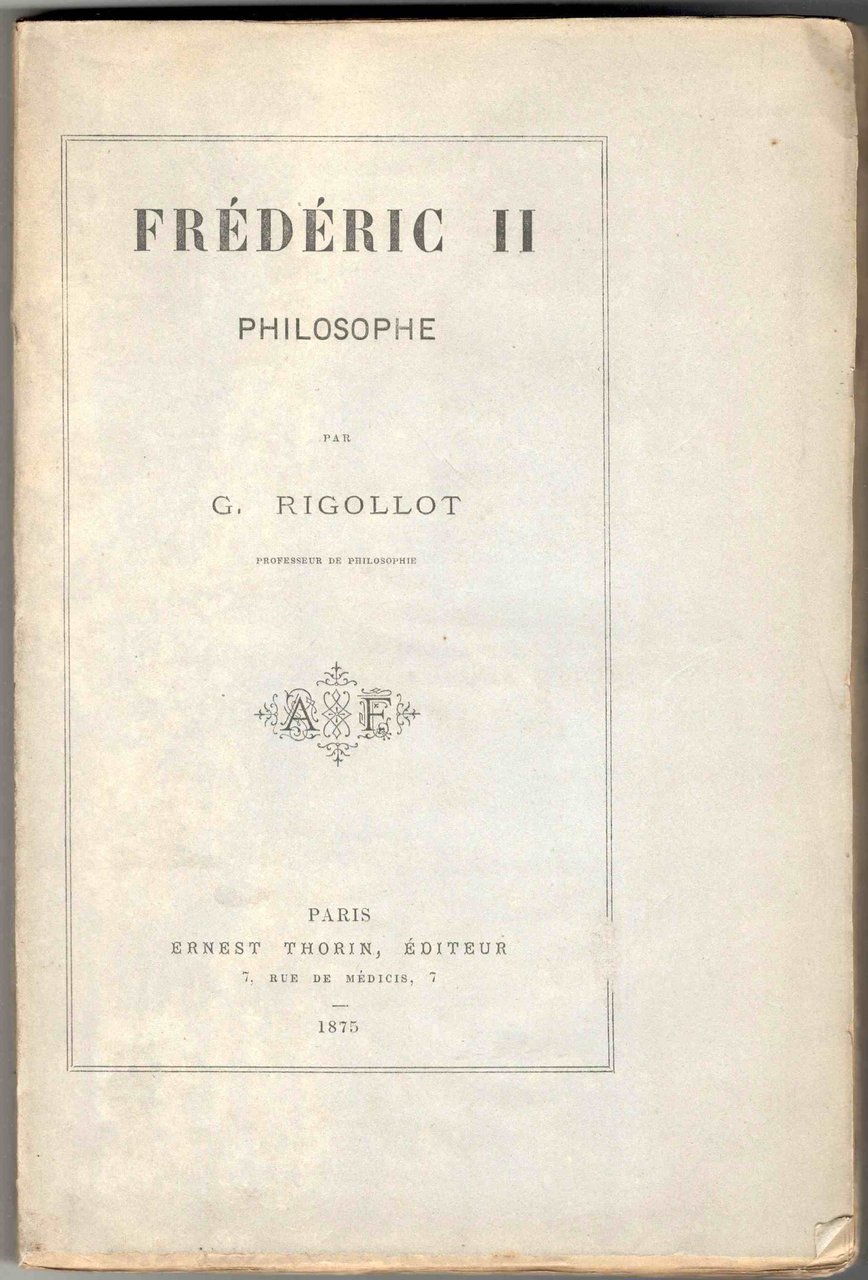 FRÉDÉRIC II
PHILOSOPHE
PAR
G. RIGOLLOT
PROFESSEUR DE PHILOSOPHIE
A F
PARIS
ERNEST THORIN, ÉDITEUR
7, RUE DE MÉDICIS, 7
1875